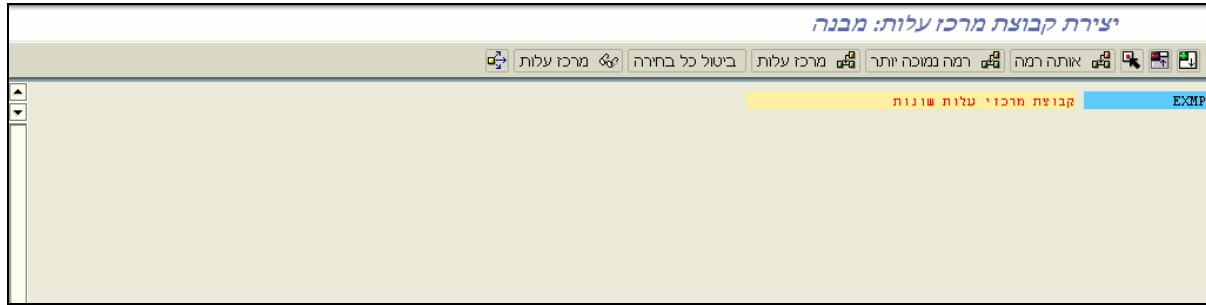 יצירת קבוצת מרכז עלות: מבנה
אותה רמה רמה נמוכה יותר מרכז עלות ביטול כל בחירה מרכז עלות
EXMP קבוצת מרכזי עלות שונות